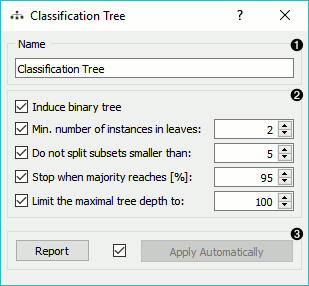 Classification Tree ? ×
Name ❶
Classification Tree
❷
Induce binary tree
Min. number of instances in leaves: 2
Do not split subsets smaller than: 5
Stop when majority reaches [%]: 95
Limit the maximal tree depth to: 100
❸
Report Apply Automatically